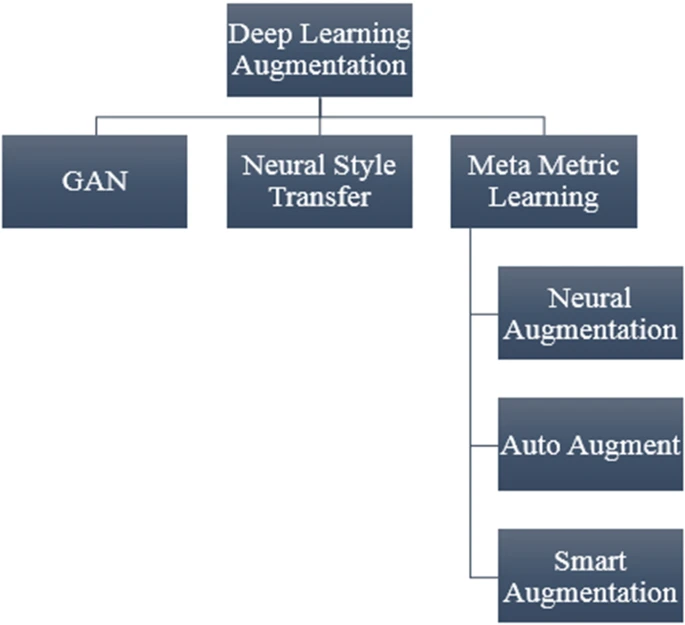 Deep Learning
Augmentation
GAN
Neural Style
Transfer
Meta Metric
Learning
Neural
Augmentation
Auto Augment
Smart
Augmentation